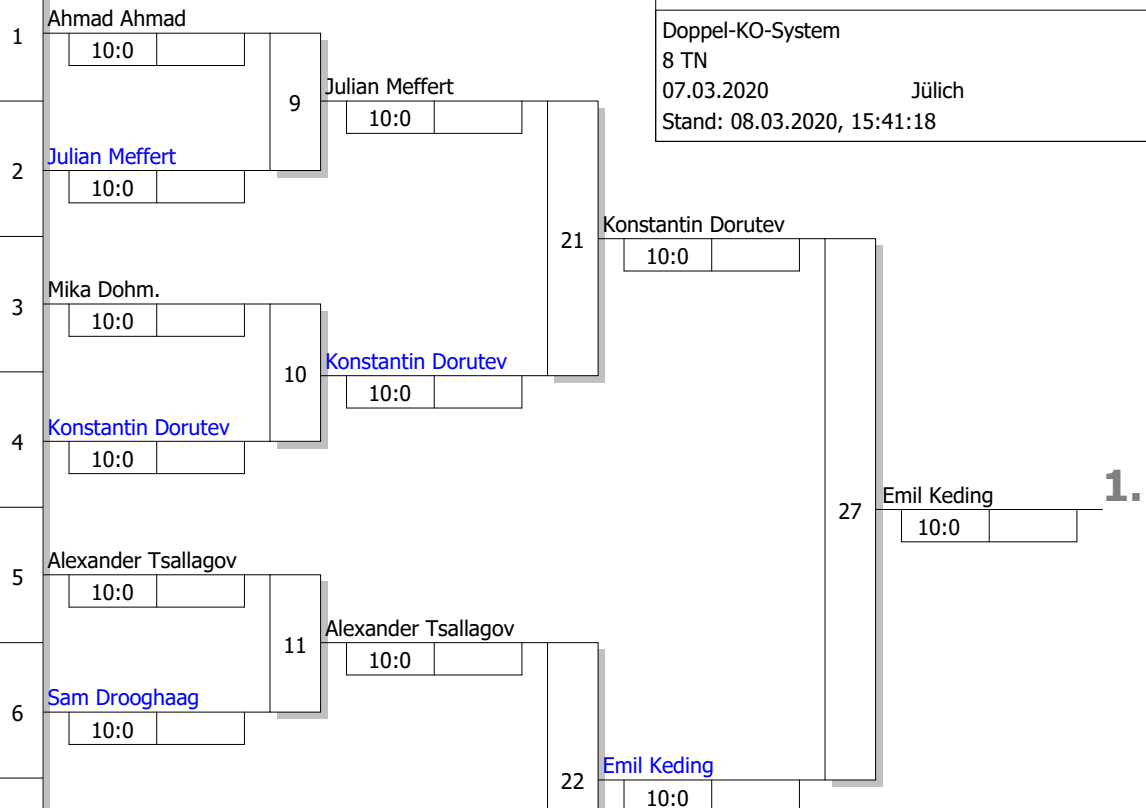 Doppel-KO-System
8 TN
07.03.2020 Jülich
Stand: 08.03.2020, 15:41:18
1
Ahmad Ahmad
10:0
9
Julian Meffert
10:0
2
Julian Meffert
10:0
21
Konstantin Dorutev
10:0
3
Mika Dohm.
10:0
10
Konstantin Dorutev
10:0
4
Konstantin Dorutev
10:0
27
Emil Keding
10:0
1.
5
Alexander Tsallagov
10:0
11
Alexander Tsallagov
10:0
6
Sam Drooghaag
10:0
22
Emil Keding
10:0